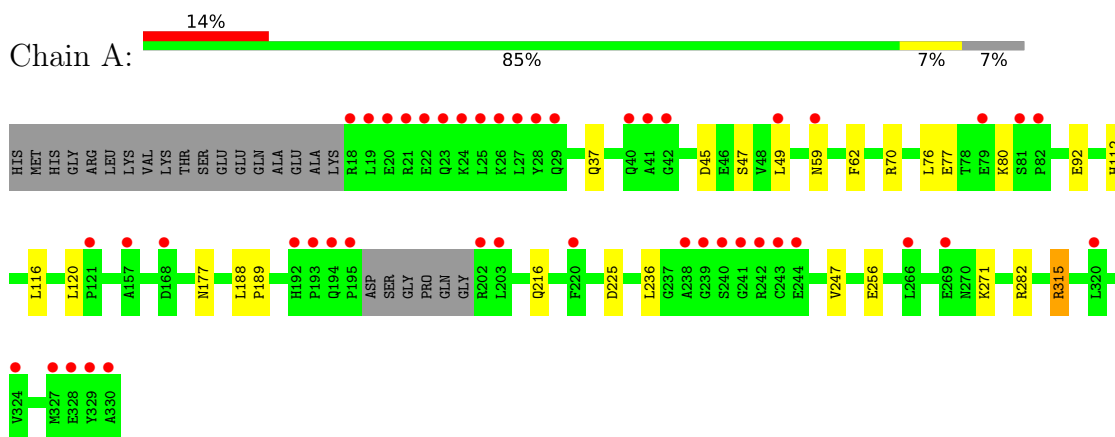 14%
Chain A:
85% 7% 7%
HIS MET HIS GLY ARG LEU LYS VAL LYS THR SER GLU GLU GLN ALA GLU ALA LYS R18 L19 E20 R21 E22 Q23 K24 L25 K26 L27 Y28 Q29 Q37 Q40 A41 G42 D45 E46 S47 V48 L49 N59 F62 R70 L76 E77 T78 E79 K80 S81 P82 E92 H112
L116 L120 P121 A157 D168 N177 L188 P189 H192 P193 Q194 P195 ASP SER GLY PRO GLN GLY R202 L203 Q216 F220 D225 L236 G237 A238 G239 S240 G241 R242 C243 E244 V247 E256 L266 E269 N270 K271 R282 R315 L320
V324 M327 E328 Y329 A330